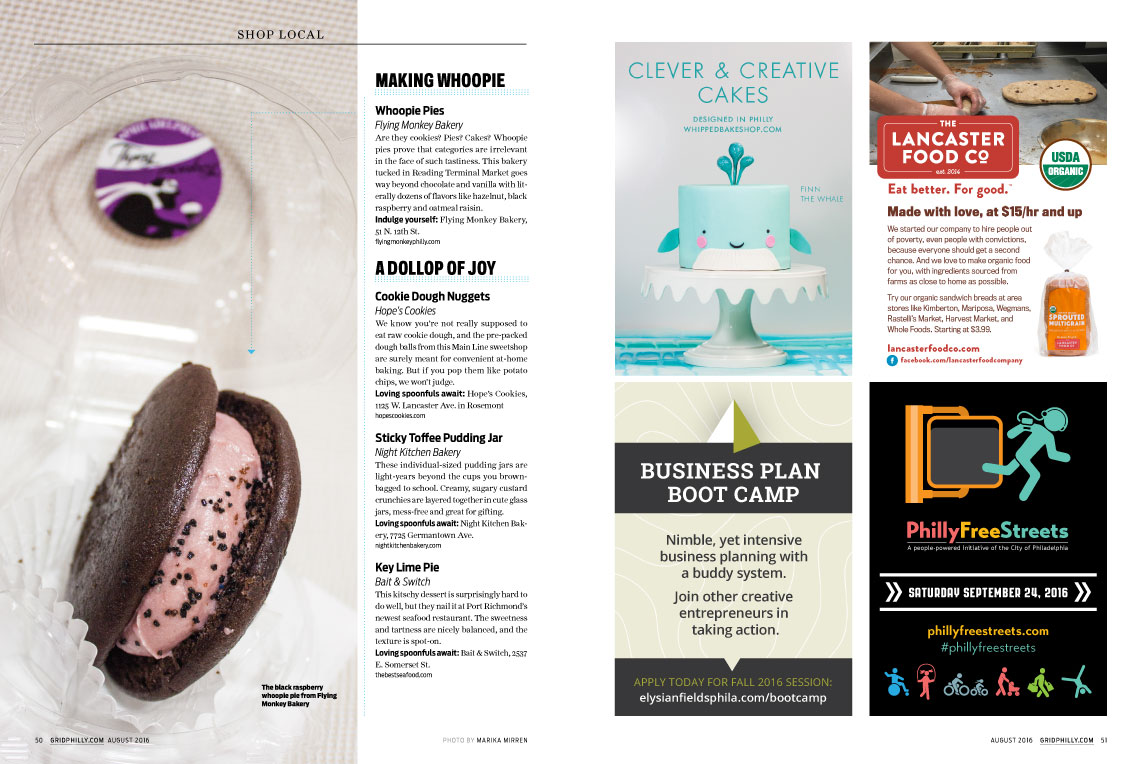 SHOP LOCAL
MAKING WHOOPIE
Whoopie Pies
Flying Monkey Bakery
Are they cookies? Pies? Cakes? Whoopie
pies prove that categories are irrelevant
in the face of such tastiness. This bakery
tucked in Reading Terminal Market goes
way beyond chocolate and vanilla with lit-
erally dozens of flavors like hazelnut, black
raspberry and oatmeal raisin.
Indulge yourself: Flying Monkey Bakery,
51 N. 12th St.
flyingmonkeyphilly.com
A DOLLOP OF JOY
Cookie Dough Nuggets
Hope's Cookies
We know you're not really supposed to
eat raw cookie dough, and the pre-packed
dough balls from this Main Line sweetshop
are surely meant for convenient at-home
baking. But if you pop them like potato
chips, we won't judge.
Loving spoonfuls await: Hope's Cookies,
1125 W. Lancaster Ave. in Rosemont
hopescookies.com
Sticky Toffee Pudding Jar
Night Kitchen Bakery
These individual-sized pudding jars are
light-years beyond the cups you brown-
bagged to school. Creamy, sugary custard
crunchies are layered together in cute glass
jars, mess-free and great for gifting.
Loving spoonfuls await: Night Kitchen Bak-
ery, 7725 Germantown Ave.
nightkitchenbakery.com
Key Lime Pie
Bait & Switch
This kitschy dessert is surprisingly hard to
do well, but they nail it at Port Richmond's
newest seafood restaurant. The sweetness
and tartness are nicely balanced, and the
texture is spot-on.
Loving spoonfuls await: Bait & Switch, 2537
E. Somerset St.
thebestseafood.com
The black raspberry
whoopie pie from Flying
Monkey Bakery
50 GRIDPHILLY.COM AUGUST 2016
PHOTO BY MARIKA MIRREN
CLEVER & CREATIVE
CAKES
DESIGNED IN PHILLY
WHIPPEDBAKESHOP.COM
FINN
THE WHALE
THE
LANCASTER
FOOD CO
est. 2014
USDA
ORGANIC
Eat better. For good.™
Made with love, at $15/hr and up
We started our company to hire people out
of poverty, even people with convictions,
because everyone should get a second
chance. And we love to make organic food
for you, with ingredients sourced from
farms as close to home as possible.
Try our organic sandwich breads at area
stores like Kimberton, Mariposa, Wegmans,
Rastelli's Market, Harvest Market, and
Whole Foods. Starting at $3.99.
SPROUTED
MULTIGRAIN
lancasterfoodco.com
facebook.com/lancasterfoodcompany
BUSINESS PLAN
BOOT CAMP
Nimble, yet intensive
business planning with
a buddy system.
Join other creative
entrepreneurs in
taking action.
APPLY TODAY FOR FALL 2016 SESSION:
elysianfieldsphila.com/bootcamp
PhillyFreeStreets
A people-powered Initiative of the City of Philadelphia
SATURDAY SEPTEMBER 24, 2016
phillyfreestreets.com
#phillyfreestreets
AUGUST 2016 GRIDPHILLY.COM 51